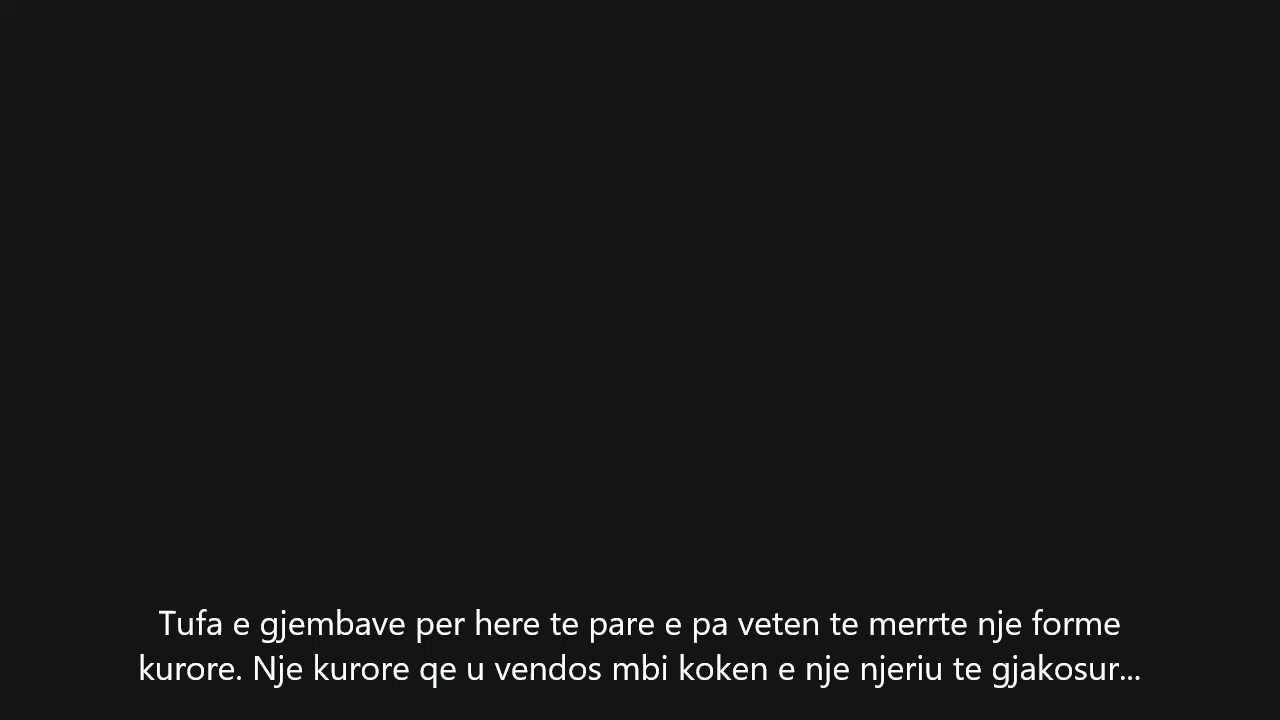 Tufa e gjembave per here te pare e pa veten te merrte nje forme
kurore. Nje kurore qe u vendos mbi koken e nje njeriu te gjakosur...